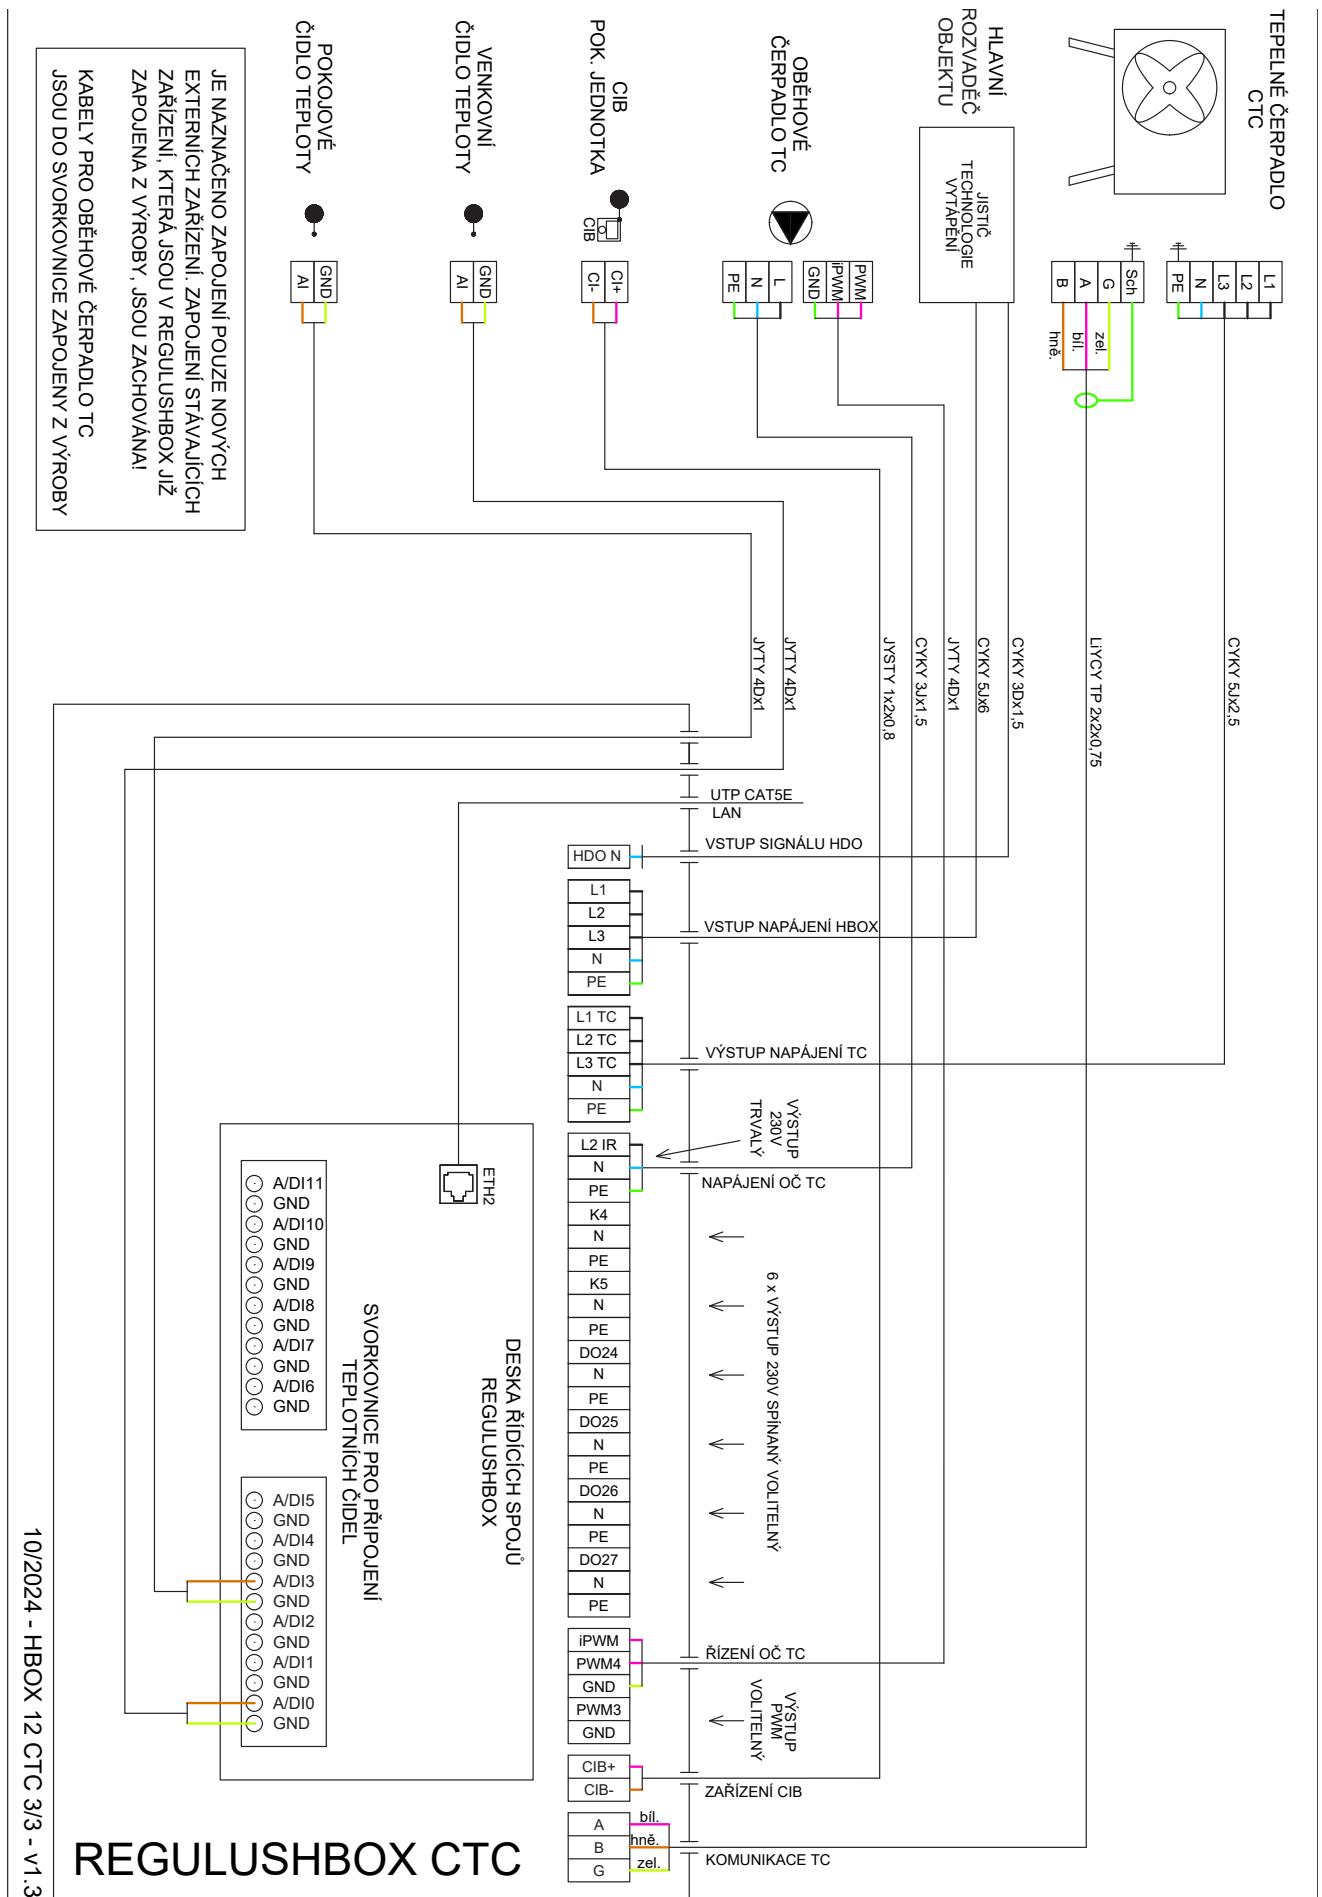 TEPELNÉ ČERPADLO
CTC
HLAVNÍ
ROZVADĚČ
OBJEKTU
OBĚHOVÉ
ČERPADLO TC
CIB
POK. JEDNOTKA
VENKOVNÍ
ČIDLO TEPLOTY
POKOJOVÉ
ČIDLO TEPLOTY
JISTIČ
TECHNOLOGIE
VYTÁPĚNÍ
CIB
L1
L2
L3
N
PE
Sch
G
A
B
zel.
bíl.
hně.
PWM
iPWM
GND
L
N
PE
CI+
CI-
GND
AI
GND
AI
JE NAZNAČENO ZAPOJENÍ POUZE NOVÝCH
EXTERNÍCH ZAŘÍZENÍ. ZAPOJENÍ STÁVAJÍCÍCH
ZAŘÍZENÍ, KTERÁ JSOU V REGULUSHBOX JIŽ
ZAPOJENA Z VÝROBY, JSOU ZACHOVÁNA!
KABELY PRO OBĚHOVÉ ČERPADLO TC
JSOU DO SVORKOVNICE ZAPOJENY Z VÝROBY
CYKY 5Jx2,5
LiYCY TP 2x2x0,75
CYKY 3Dx1,5
CYKY 5Jx6
JYTY 4Dx1
CYKY 3Jx1,5
JYSTY 1x2x0,8
JYTY 4Dx1
JYTY 4Dx1
UTP CAT5E
LAN
VSTUP SIGNÁLU HDO
VSTUP NAPÁJENÍ HBOX
VÝSTUP NAPÁJENÍ TC
VÝSTUP
230V
TRVALÝ
NAPÁJENÍ OČ TC
6 x VÝSTUP 230V SPÍNANÝ VOLITELNÝ
ŘÍZENÍ OČ TC
VÝSTUP
PWM
VOLITELNÝ
ZAŘÍZENÍ CIB
KOMUNIKACE TC
HDO N
L1
L2
L3
N
PE
L1 TC
L2 TC
L3 TC
N
PE
L2 IR
N
PE
K4
N
PE
K5
N
PE
DO24
N
PE
DO25
N
PE
DO26
N
PE
DO27
N
PE
iPWM
PWM4
GND
PWM3
GND
CIB+
CIB-
A
B
G
bíl.
hně.
zel.
ETH2
DESKA ŘÍDÍCÍCH SPOJŮ
REGULUSHBOX
SVORKOVNICE PRO PŘIPOJENÍ
TEPLOTNÍCH ČIDEL
A/DI11
GND
A/DI10
GND
A/DI9
GND
A/DI8
GND
A/DI7
GND
A/DI6
GND
A/DI5
GND
A/DI4
GND
A/DI3
GND
A/DI2
GND
A/DI1
GND
A/DI0
GND
REGULUSHBOX CTC
10/2024 - HBOX 12 CTC 3/3 - v1.3